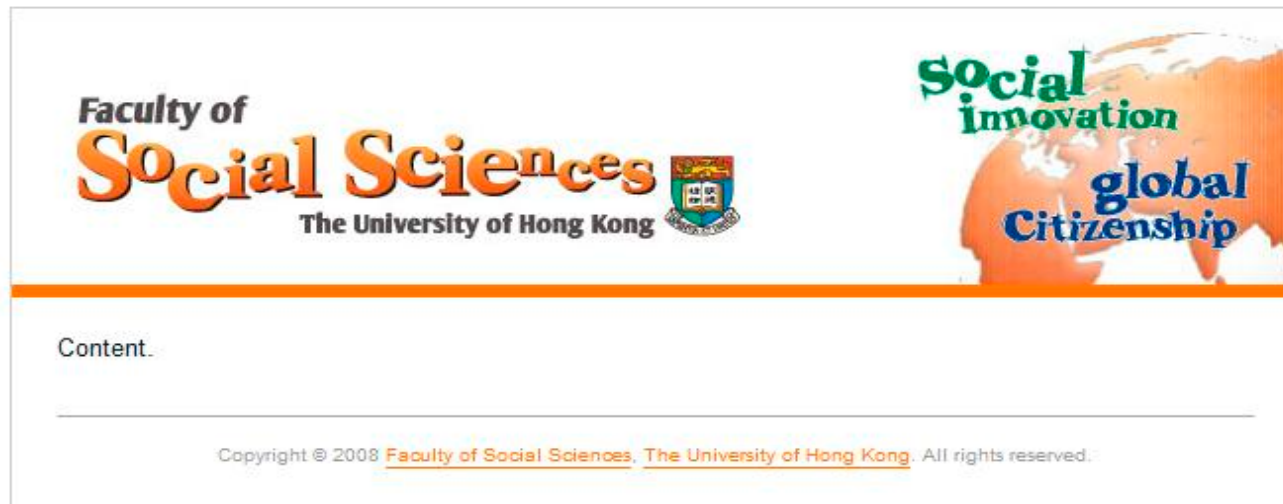 Faculty of
Social Sciences
The University of Hong Kong
Social
innovation
global
Citizenship
Content.
Copyright © 2008 Faculty of Social Sciences, The University of Hong Kong. All rights reserved.